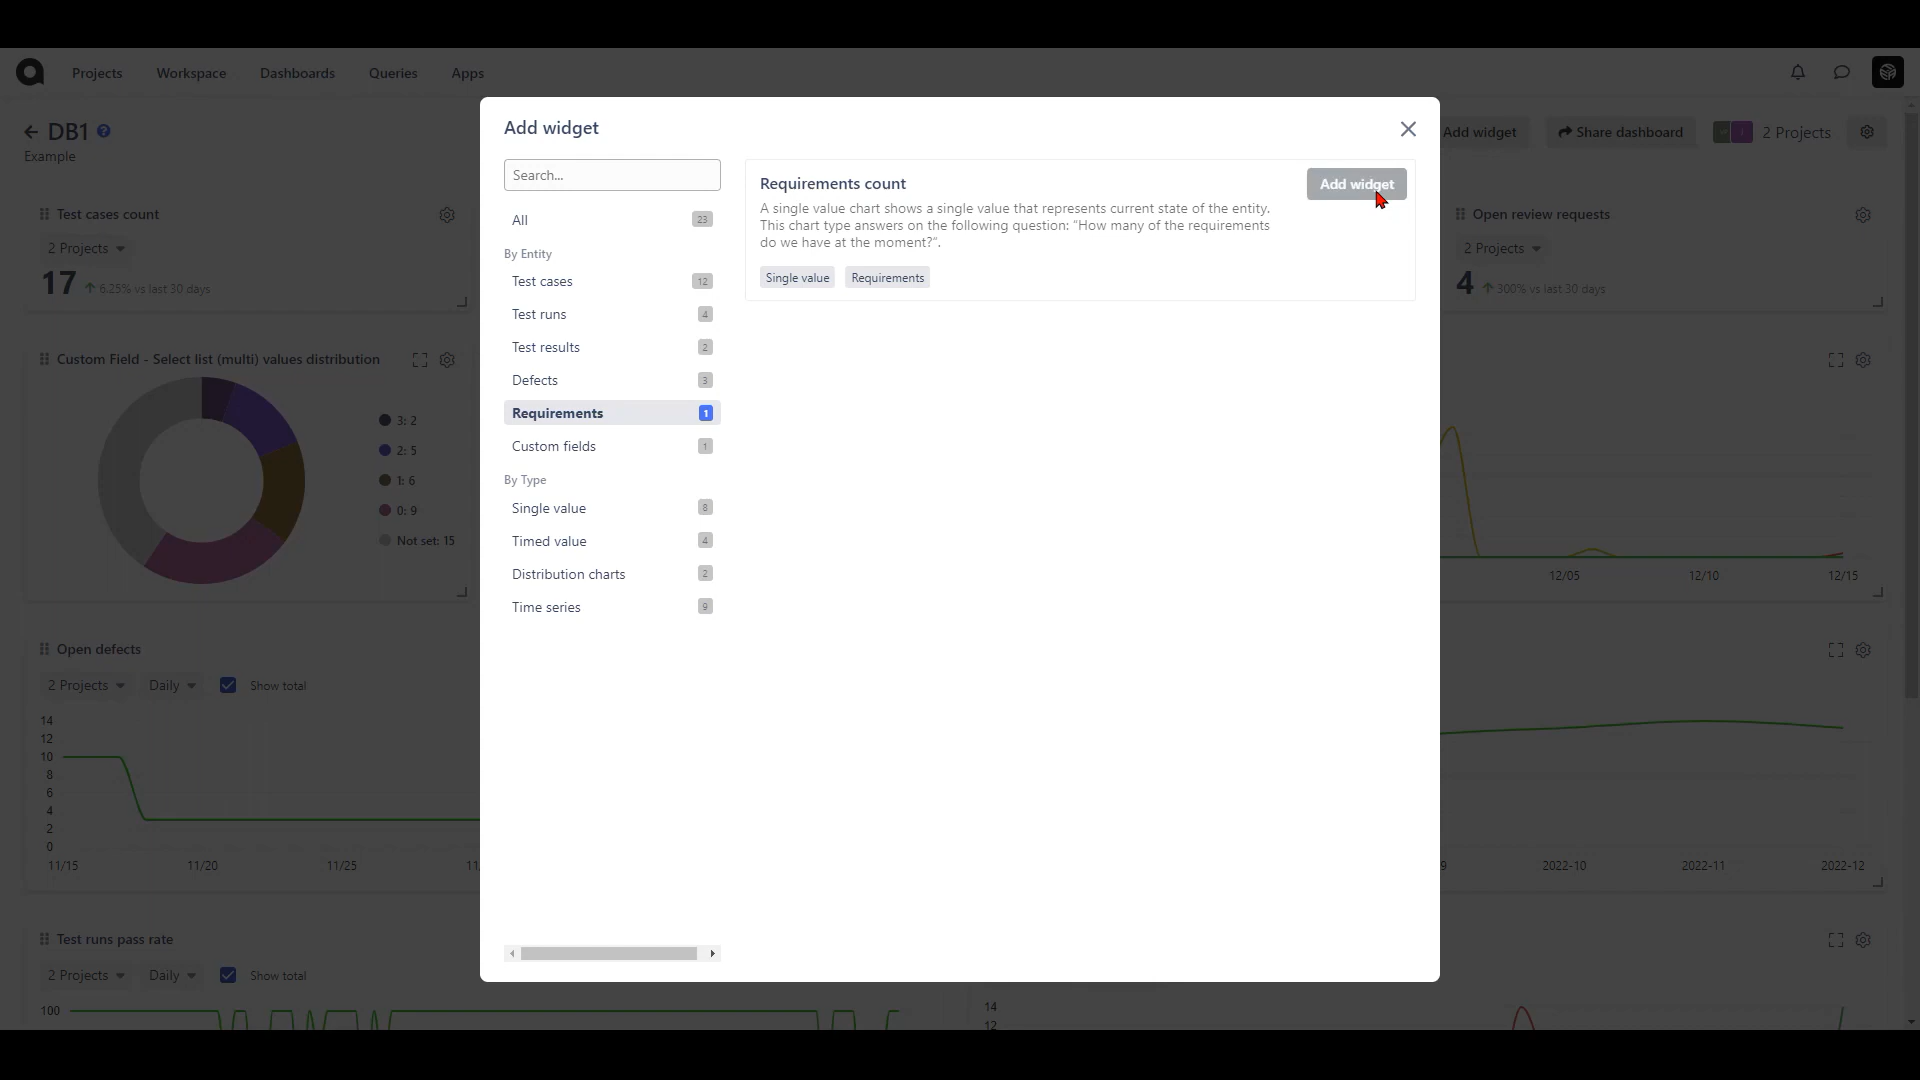 Projects
Workspace
Dashboards
Queries
Apps
DB1
?
Example
Add widget
Share dashboard
2 Projects
Test cases count
2 Projects
17
6.25% vs last 30 days
Open review requests
2 Projects
4
300% vs last 30 days
Custom Field - Select list (multi) values distribution
3: 2
2: 5
1: 6
0: 9
Not set: 15
12/05
12/10
12/15
Open defects
2 Projects
Daily
Show total
14
12
10
8
6
4
2
0
11/15
11/20
11/25
11/
9
2022-10
2022-11
2022-12
Test runs pass rate
2 Projects
Daily
Show total
100
14
12
Add widget
Search...
All
23
By Entity
Test cases
12
Test runs
4
Test results
2
Defects
3
Requirements
1
Custom fields
1
By Type
Single value
8
Timed value
4
Distribution charts
2
Time series
9
Requirements count
Add widget
A single value chart shows a single value that represents current state of the entity.
This chart type answers on the following question: "How many of the requirements
do we have at the moment?".
Single value
Requirements